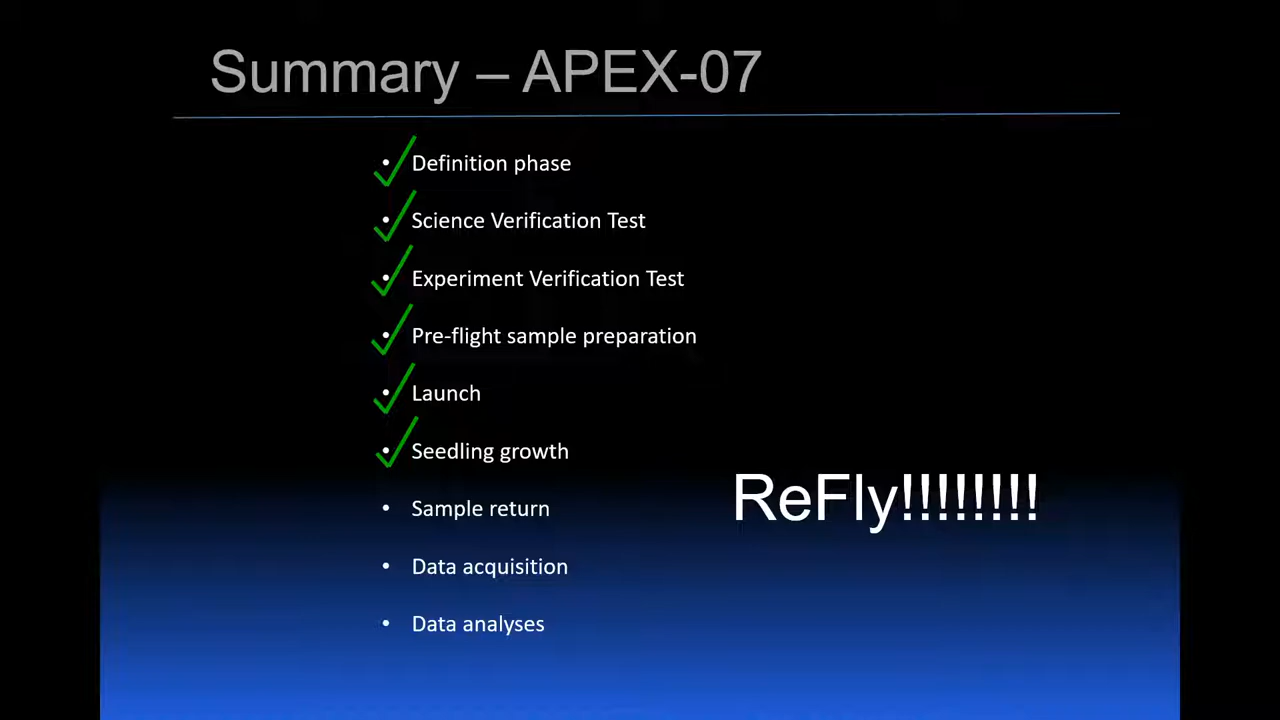 Summary – APEX-07
• Definition phase
• Science Verification Test
• Experiment Verification Test
• Pre-flight sample preparation
• Launch
• Seedling growth
ReFly!!!!!!!!
• Sample return
• Data acquisition
• Data analyses